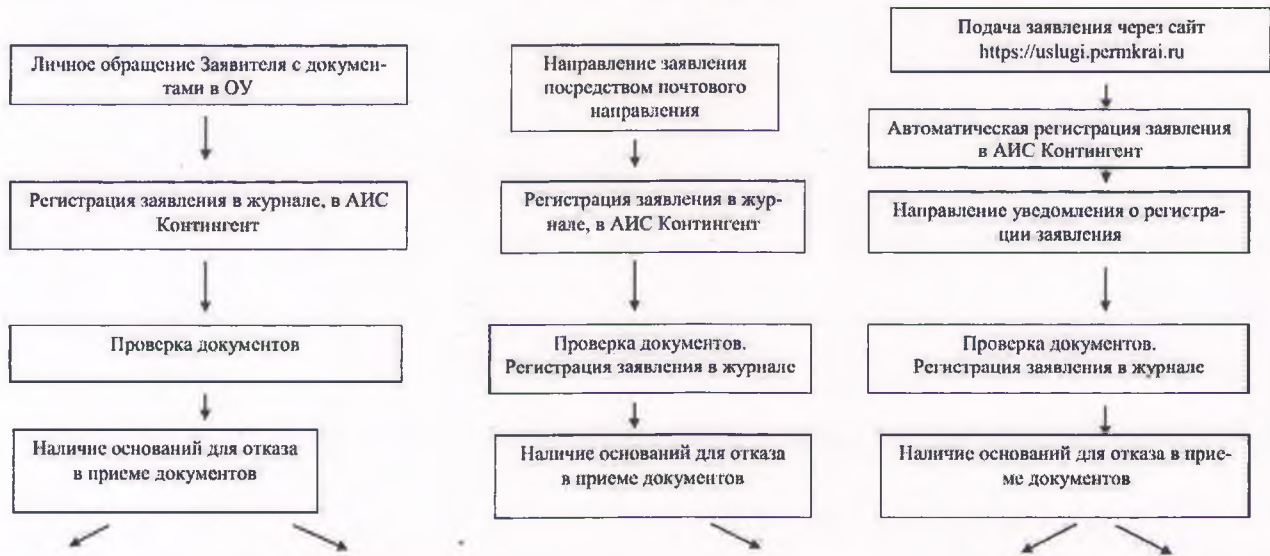 Личное обращение Заявителя с докумен-
тами в ОУ
Регистрация заявления в журнале, в АИС
Контингент
Проверка документов
Наличие оснований для отказа
в приеме документов
Направление заявления
посредством почтового
направления
Регистрация заявления в жур-
нале, в АИС Контингент
Проверка документов.
Регистрация заявления в журнале
Наличие оснований для отказа
в приеме документов
Подача заявления через сайт
https://uslugi.permkrai.ru
Автоматическая регистрация заявления
в АИС Контингент
Направление уведомления о регистра-
ции заявления
Проверка документов.
Регистрация заявления в журнале
Наличие оснований для отказа в прие-
ме документов